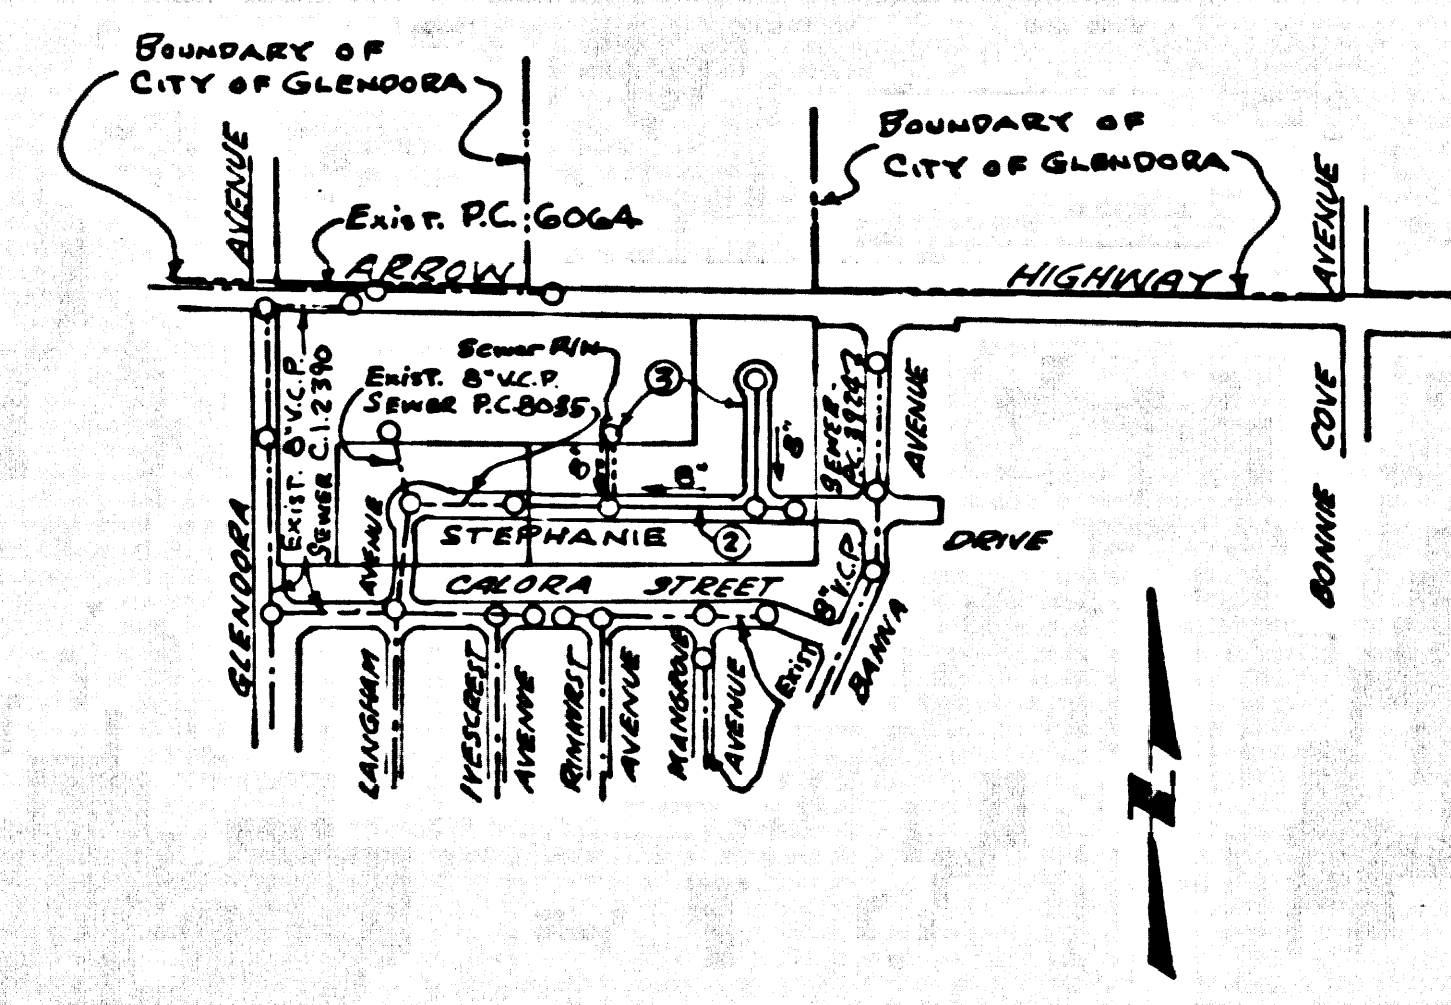 BOUNDARY OF
CITY OF GLENDORA
BOUNDARY OF
CITY OF GLENDORA
AVENUE
AVENUE
EXIST. P.C. 606A
ARROW
HIGHWAY
SEWER R/W
EXIST. 8" V.C.P.
SEWER P.C. 8035
3
EXIST. 8" V.C.P.
SEWER C.I. 2390
8"
8"
8"
SEWER
AVENUE
BONNIE COVE
GLENDORA
AVENUE
STEPHANIE
2
DRIVE
CALORA STREET
8" V.C.P.
EXIST
BANNA
LANGHAM
IVESCREST
AVENUE
RIMHURST
AVENUE
MANGROVE
AVENUE